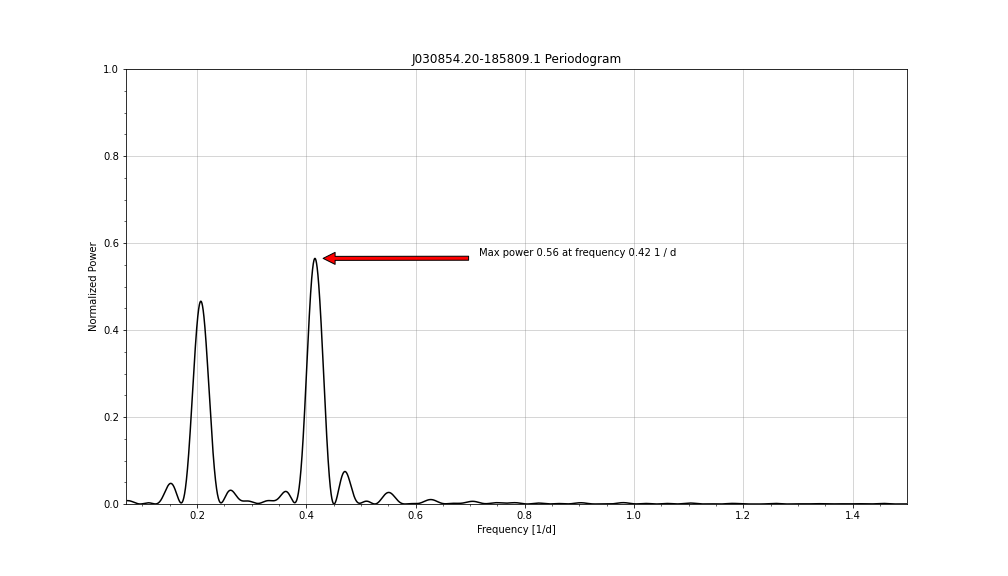 J030854.20-185809.1 Periodogram
1.0
0.8
0.6
0.4
0.2
0.0
Normalized Power
Max power 0.56 at frequency 0.42 1 / d
0.2 0.4 0.6 0.8 1.0 1.2 1.4
Frequency [1/d]